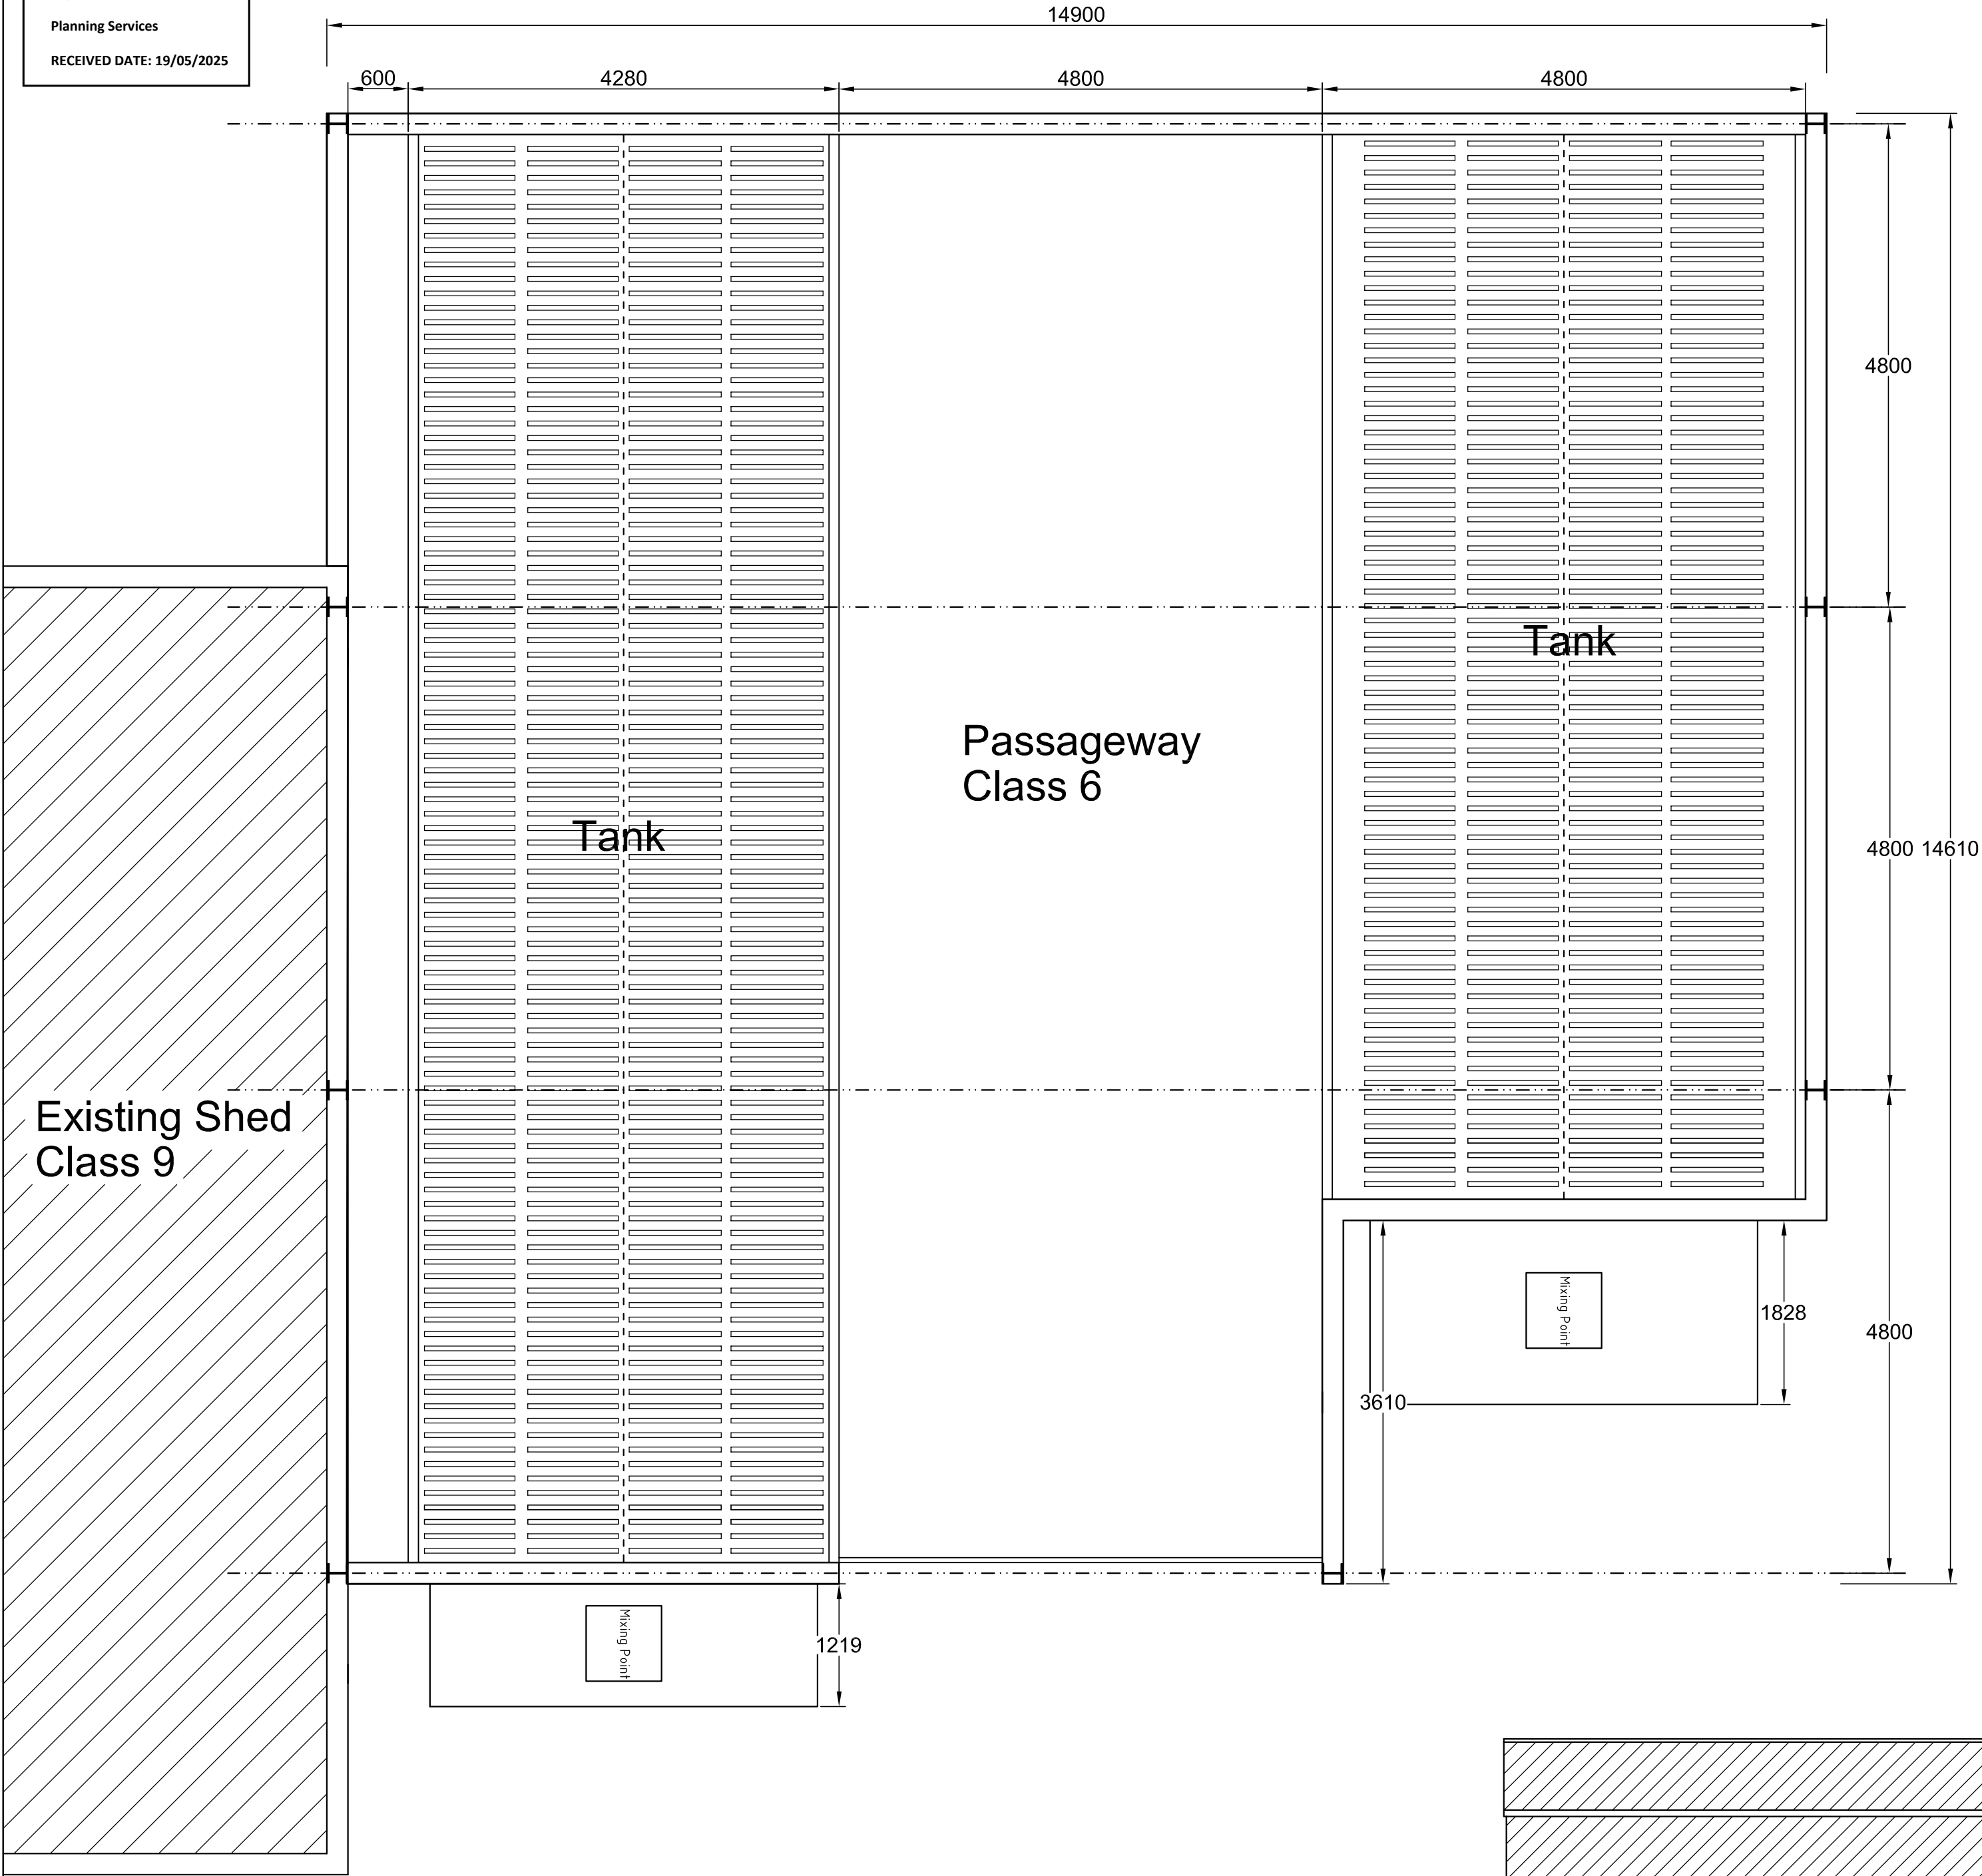 Planning Services
RECEIVED DATE: 19/05/2025
14900
600
4280
4800
4800
4800
Tank
Passageway
Class 6
Tank
4800
14610
Existing Shed
Class 9
Mixing Point
1828
4800
3610
Mixing Point
1219